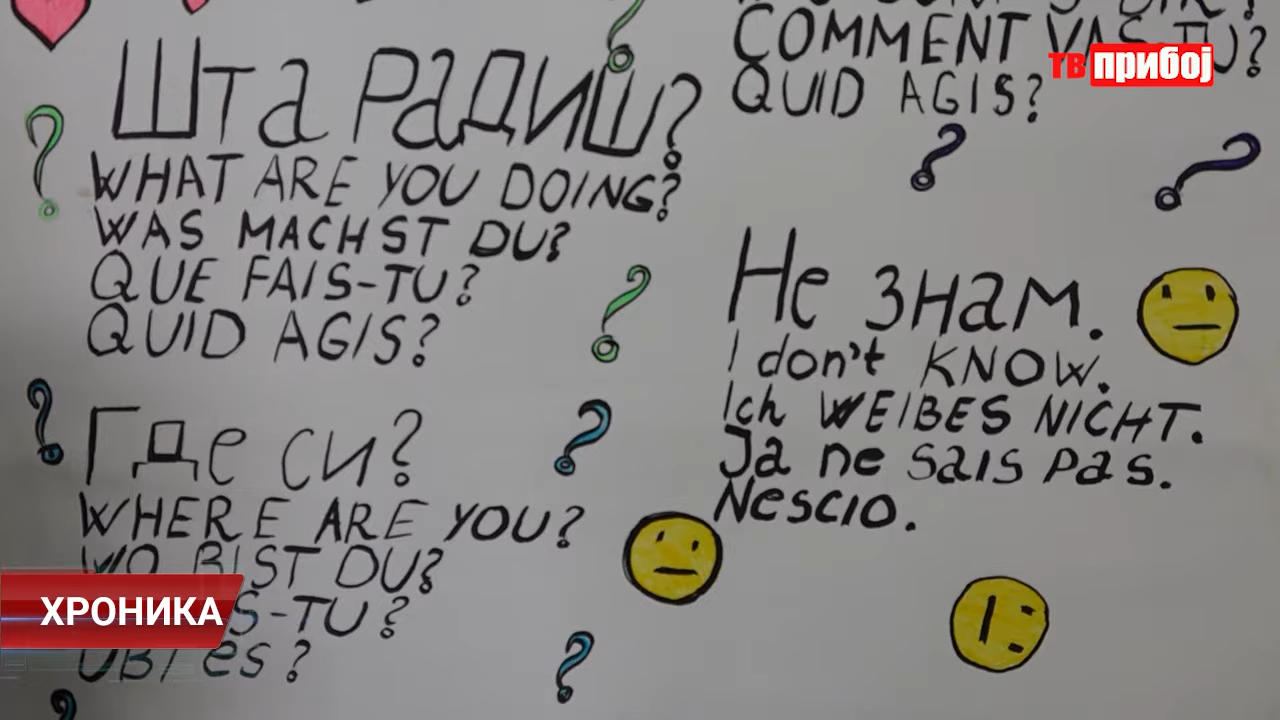 Шта радиш?
WHAT ARE YOU DOING?
WAS MACHST DU?
QUE FAIS-TU?
QUID AGIS?
Где си?
WHERE ARE YOU?
WO BIST DU?
S-TU?
UBI es?
COMMENT VAS TU?
QUID AGIS?
Не знам.
I don't KNOW.
Ich WEIBES NICHT.
Ja ne sais pas.
Nescio.
ТВ прибој
ХРОНИКА